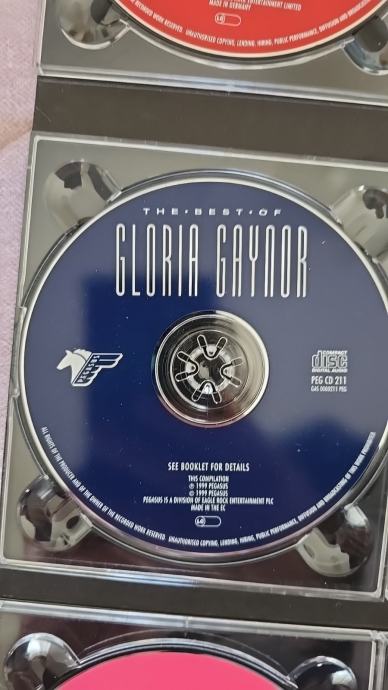 MADE IN GERMANY
THE•BEST•OF
GLORIA GAYNOR
PEGASUS
COMPACT
disc
DIGITAL AUDIO
PEG CD 211
SEE BOOKLET FOR DETAILS
THIS COMPILATION
℗ 1999 PEGASUS
© 1999 PEGASUS
PEGASUS IS A DIVISION OF EAGLE ROCK ENTERTAINMENT PLC
MADE IN THE EC
LC
ALL RIGHTS OF THE PRODUCER AND OF THE OWNER OF THE RECORDED WORK RESERVED. UNAUTHORISED COPYING, LENDING, HIRING, PUBLIC PERFORMANCE, DIFFUSION AND BROADCASTING OF THIS WORK PROHIBITED